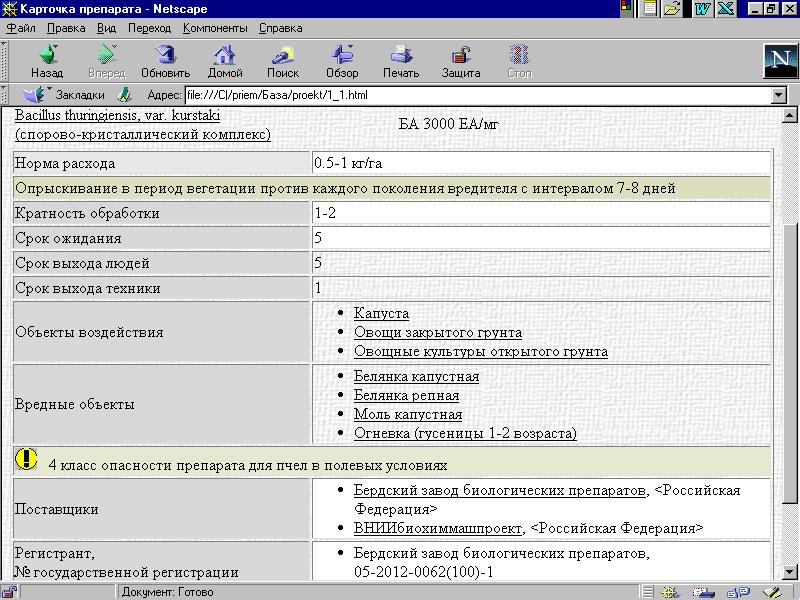 Карточка препарата - Netscape
Файл Правка Вид Переход Компоненты Справка
Назад Вперед Обновить Домой Поиск Обзор Печать Защита Стоп
N
Закладки Адрес: file:///C|/priem/База/proekt/1_1.html
Bacillus thuringiensis, var. kurstaki
(спорово-кристаллический комплекс)
БА 3000 ЕА/мг
Норма расхода 0.5-1 кг/га
Опрыскивание в период вегетации против каждого поколения вредителя с интервалом 7-8 дней
Кратность обработки 1-2
Срок ожидания 5
Срок выхода людей 5
Срок выхода техники 1
Объекты воздействия
Капуста
Овощи закрытого грунта
Овощные культуры открытого грунта
Вредные объекты
Белянка капустная
Белянка репная
Моль капустная
Огневка (гусеницы 1-2 возраста)
4 класс опасности препарата для пчел в полевых условиях
Поставщики
Бердский завод биологических препаратов, <Российская
Федерация>
ВНИИбиохиммашпроект, <Российская Федерация>
Регистрант,
№ государственной регистрации
Бердский завод биологических препаратов,
05-2012-0062(100)-1
Документ: Готово